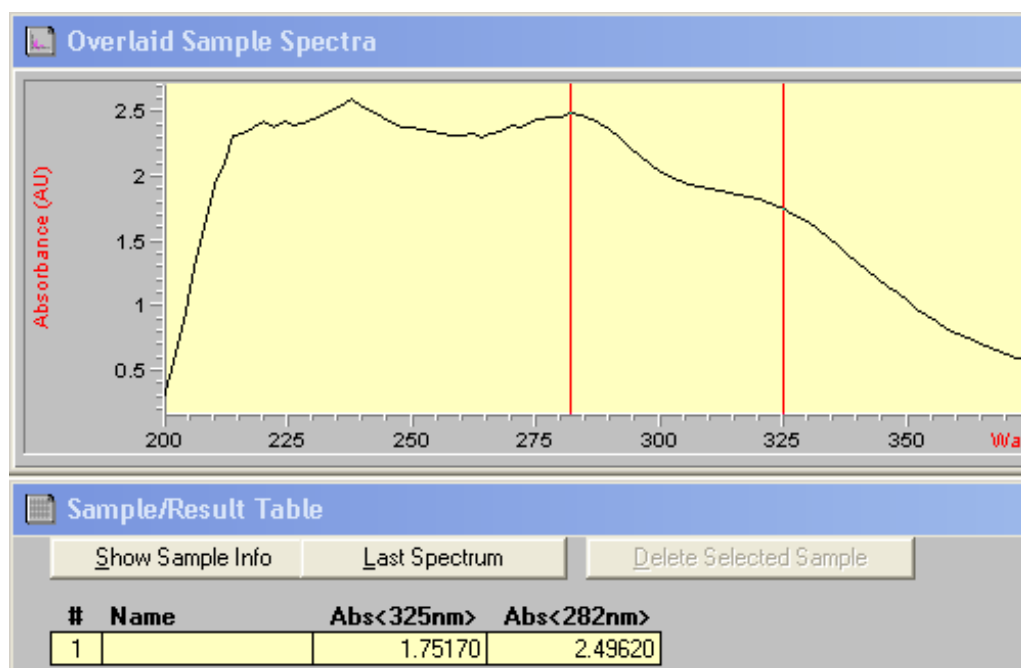 Overlaid Sample Spectra
Absorbance (AU)
2.5
2
1.5
1
0.5
200 225 250 275 300 325 350 Wa
Sample/Result Table
Show Sample Info Last Spectrum Delete Selected Sample
# Name Abs<325nm> Abs<282nm>
1 1.75170 2.49620